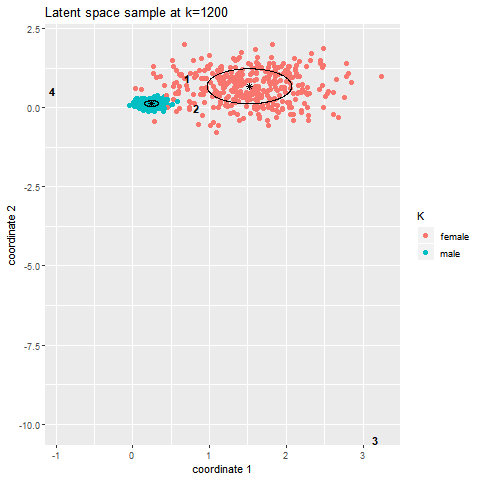 Latent space sample at k=1200
2.5
0.0
-2.5
-5.0
-7.5
-10.0
coordinate 2
1
2
4
3
-1
0
1
2
3
coordinate 1
K
female
male